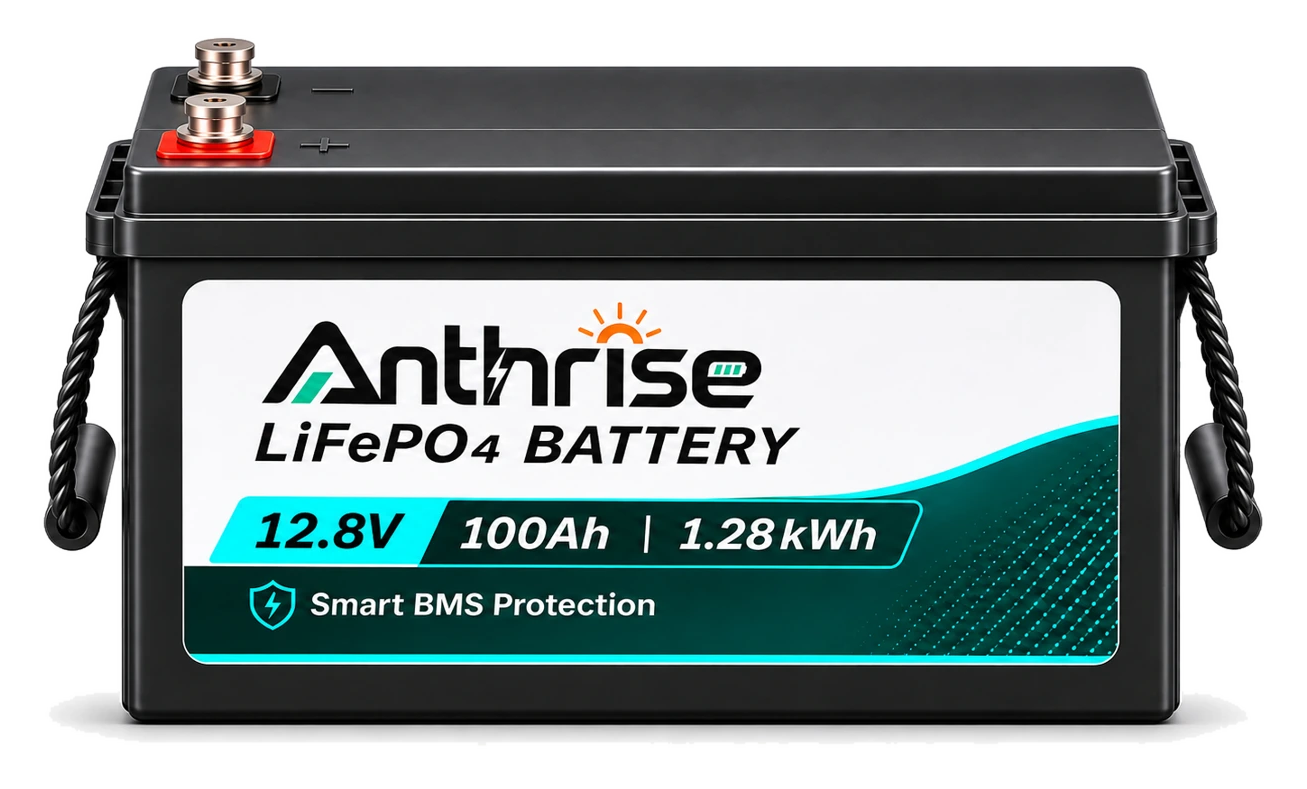 −
+
Anthrise
LiFePO4 BATTERY
12.8V 100Ah | 1.28kWh
Smart BMS Protection